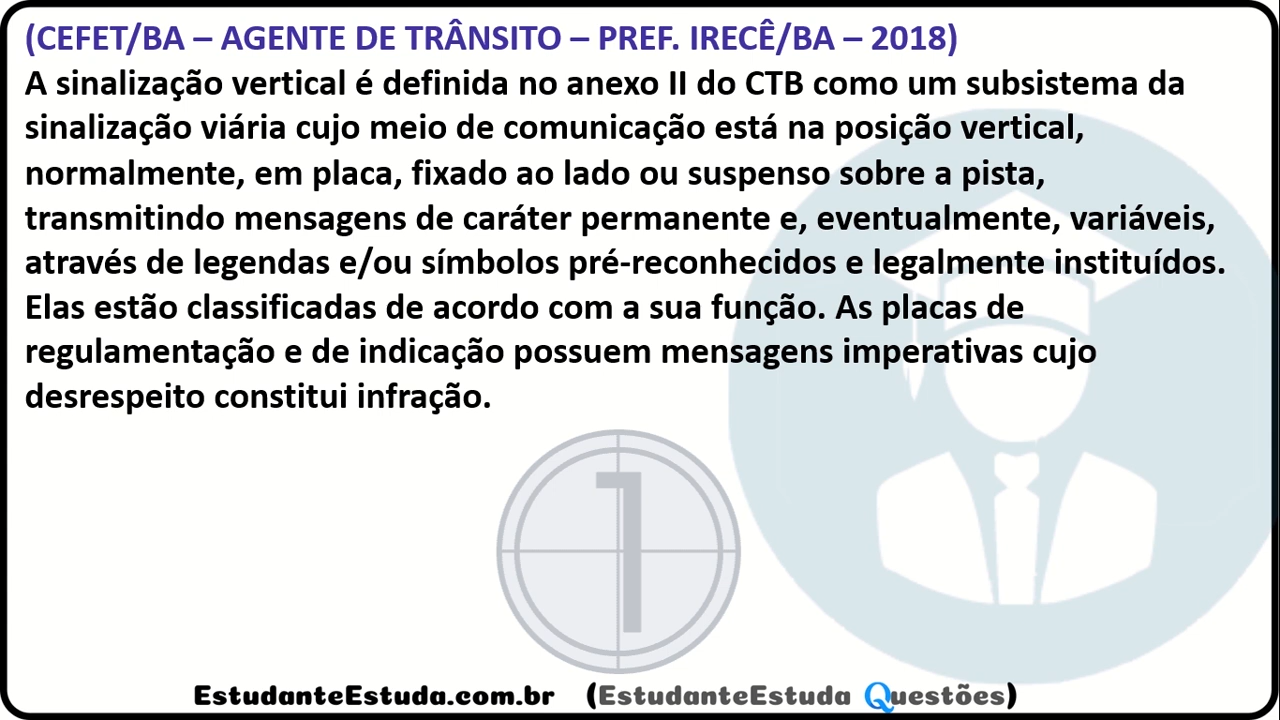 (CEFET/BA – AGENTE DE TRÂNSITO – PREF. IRECÊ/BA – 2018)
A sinalização vertical é definida no anexo II do CTB como um subsistema da
sinalização viária cujo meio de comunicação está na posição vertical,
normalmente, em placa, fixado ao lado ou suspenso sobre a pista,
transmitindo mensagens de caráter permanente e, eventualmente, variáveis,
através de legendas e/ou símbolos pré-reconhecidos e legalmente instituídos.
Elas estão classificadas de acordo com a sua função. As placas de
regulamentação e de indicação possuem mensagens imperativas cujo
desrespeito constitui infração.
1
EstudanteEstuda.com.br (EstudanteEstuda Questões)